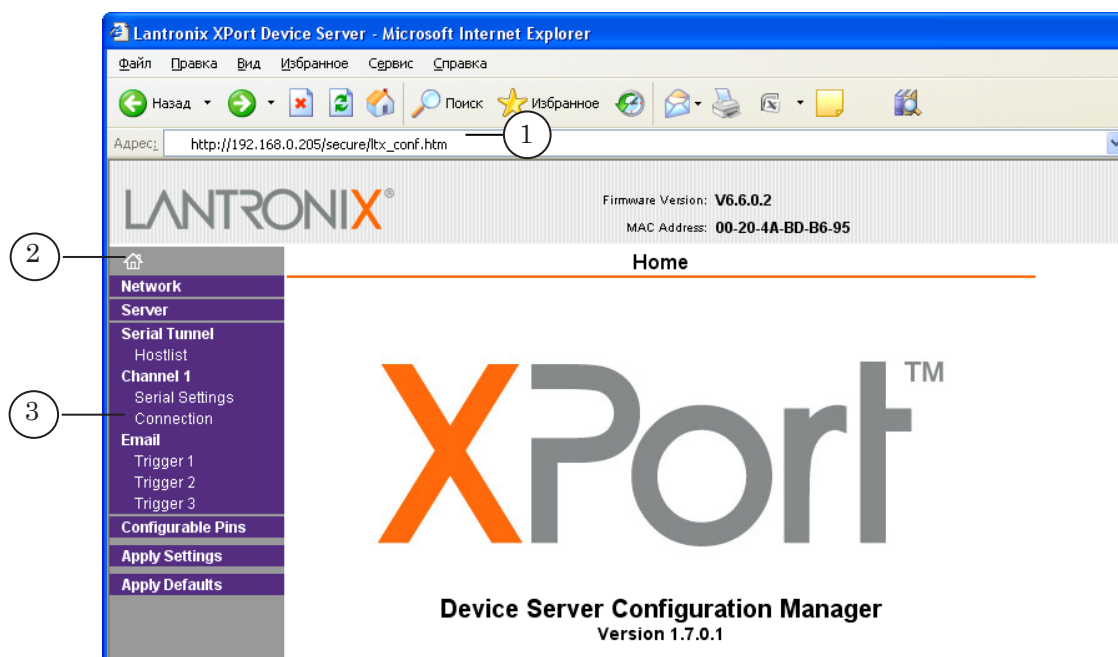 Lantronix XPort Device Server - Microsoft Internet Explorer
Файл Правка Вид Избранное Сервис Справка
Назад Поиск Избранное
Адрес: http://192.168.0.205/secure/ltx_conf.htm
1
LANTRONIX®
Firmware Version: V6.6.0.2
MAC Address: 00-20-4A-BD-B6-95
2
Home
Network
Server
Serial Tunnel
Hostlist
Channel 1
Serial Settings
3
Connection
Email
Trigger 1
Trigger 2
Trigger 3
Configurable Pins
Apply Settings
Apply Defaults
XPort™
Device Server Configuration Manager
Version 1.7.0.1